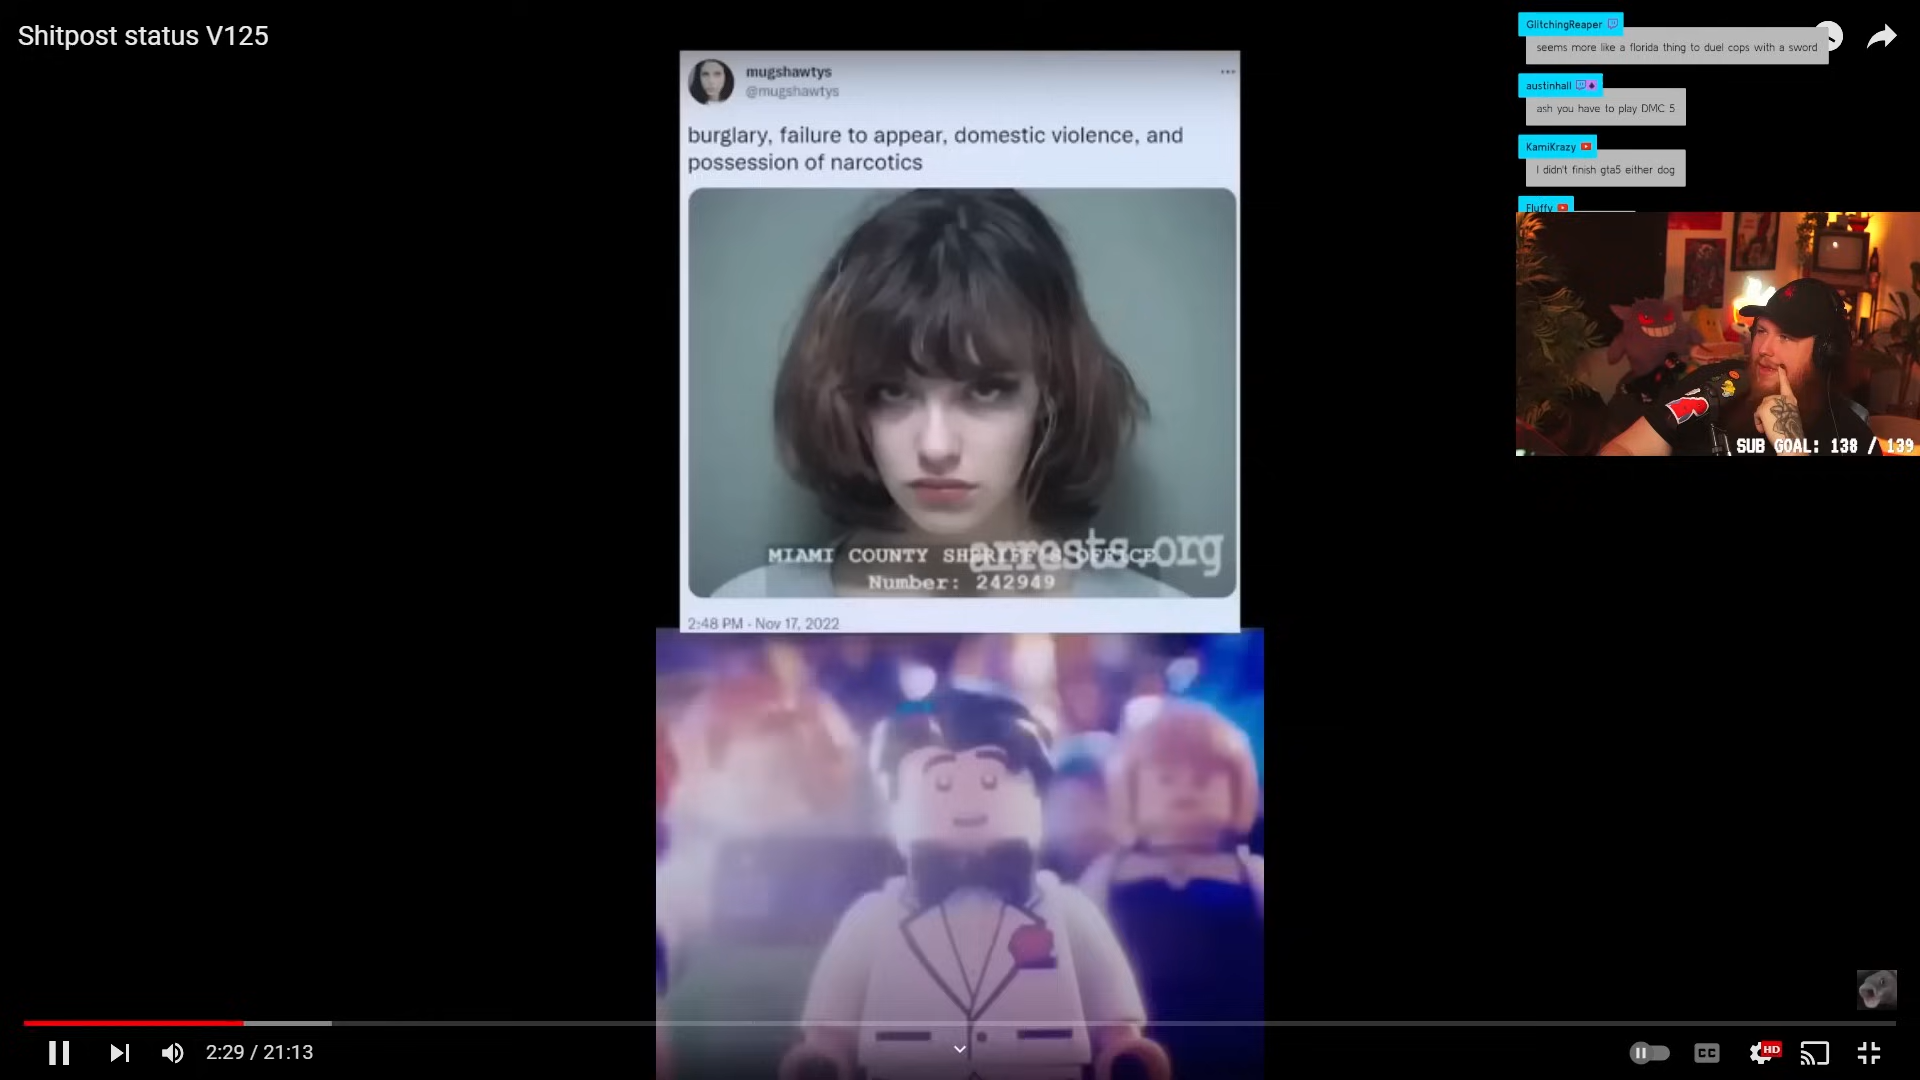 Shitpost status V125
mugshawtys
@mugshawtys
burglary, failure to appear, domestic violence, and
possession of narcotics
MIAMI COUNTY SHERIFF'S OFFICE
arrests.org
Number: 242949
2:48 PM - Nov 17, 2022
GlitchingReaper
seems more like a florida thing to duel cops with a sword
austinhall
ash you have to play DMC 5
KamiKrazy
I didn't finish gta5 either dog
Fluffy
SUB GOAL: 138 / 139
2:29 / 21:13
CC
HD